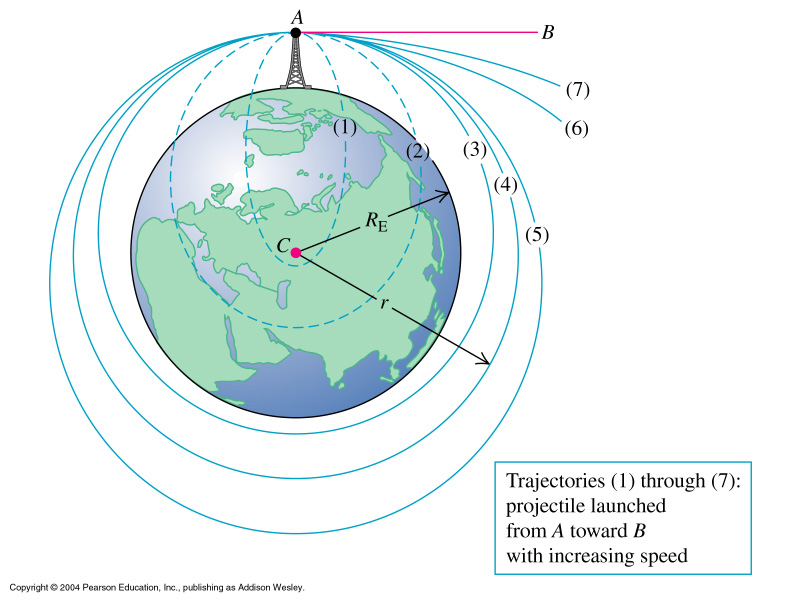 A
B
(7)
(6)
(1)
(2)
(3)
(4)
(5)
R_E
C
r
Trajectories (1) through (7):
projectile launched
from A toward B
with increasing speed
Copyright © 2004 Pearson Education, Inc., publishing as Addison Wesley.